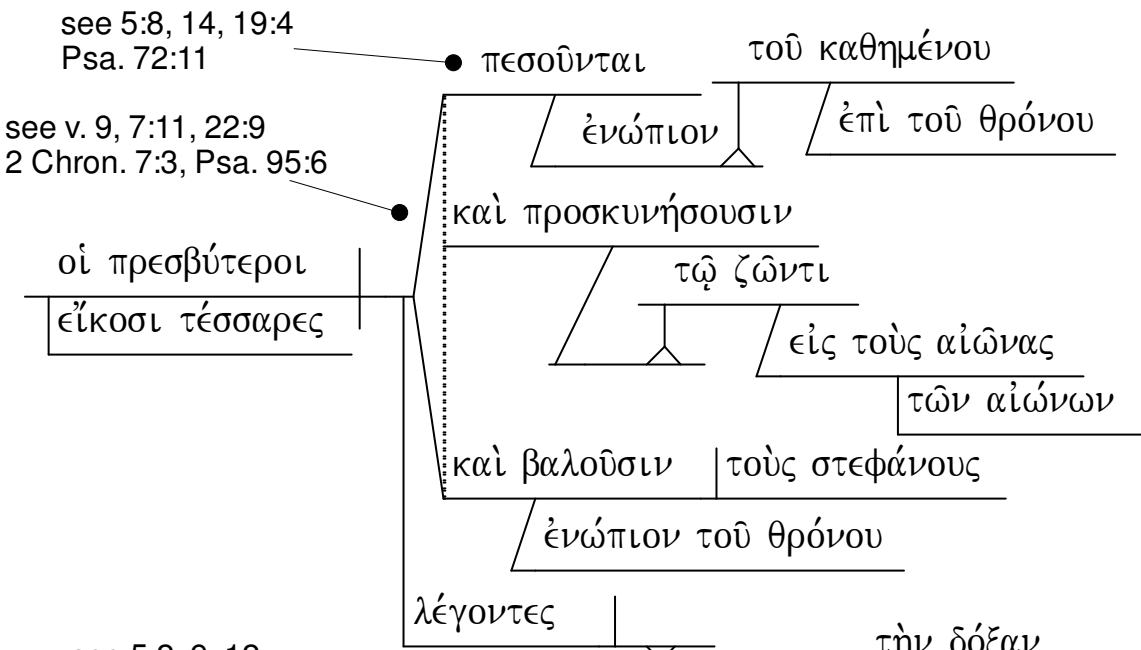 see 5:8, 14, 19:4
Psa. 72:11
πεσοῦνται
τοῦ καθημένου
ἐνώπιον
ἐπὶ τοῦ θρόνου
see v. 9, 7:11, 22:9
2 Chron. 7:3, Psa. 95:6
καὶ προσκυνήσουσιν
οἱ πρεσβύτεροι
τῷ ζῶντι
εἴκοσι τέσσαρες
εἰς τοὺς αἰῶνας
τῶν αἰώνων
καὶ βαλοῦσιν
τοὺς στεφάνους
ἐνώπιον τοῦ θρόνου
λέγοντες
τὴν δόξαν